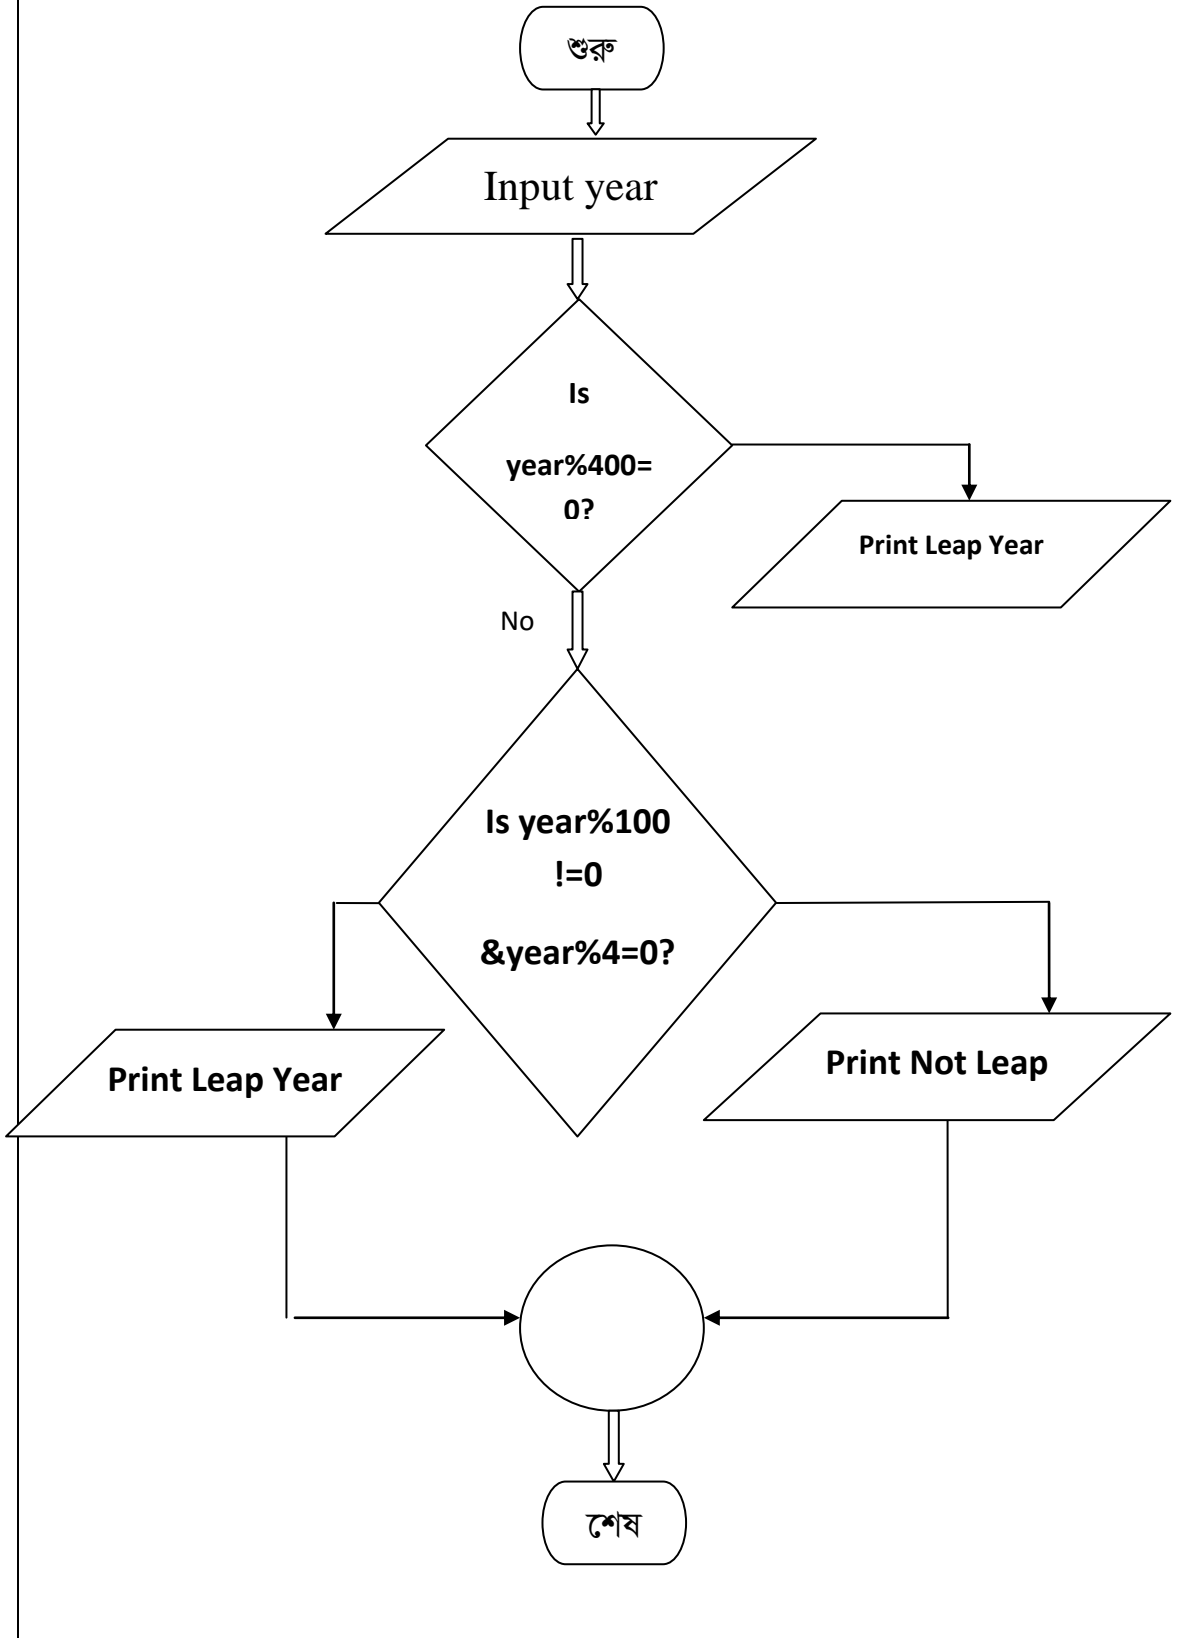 শুরু
Input year
Is
year%400=
0?
Print Leap Year
No
Is year%100
!=0
&year%4=0?
Print Leap Year
Print Not Leap
শেষ